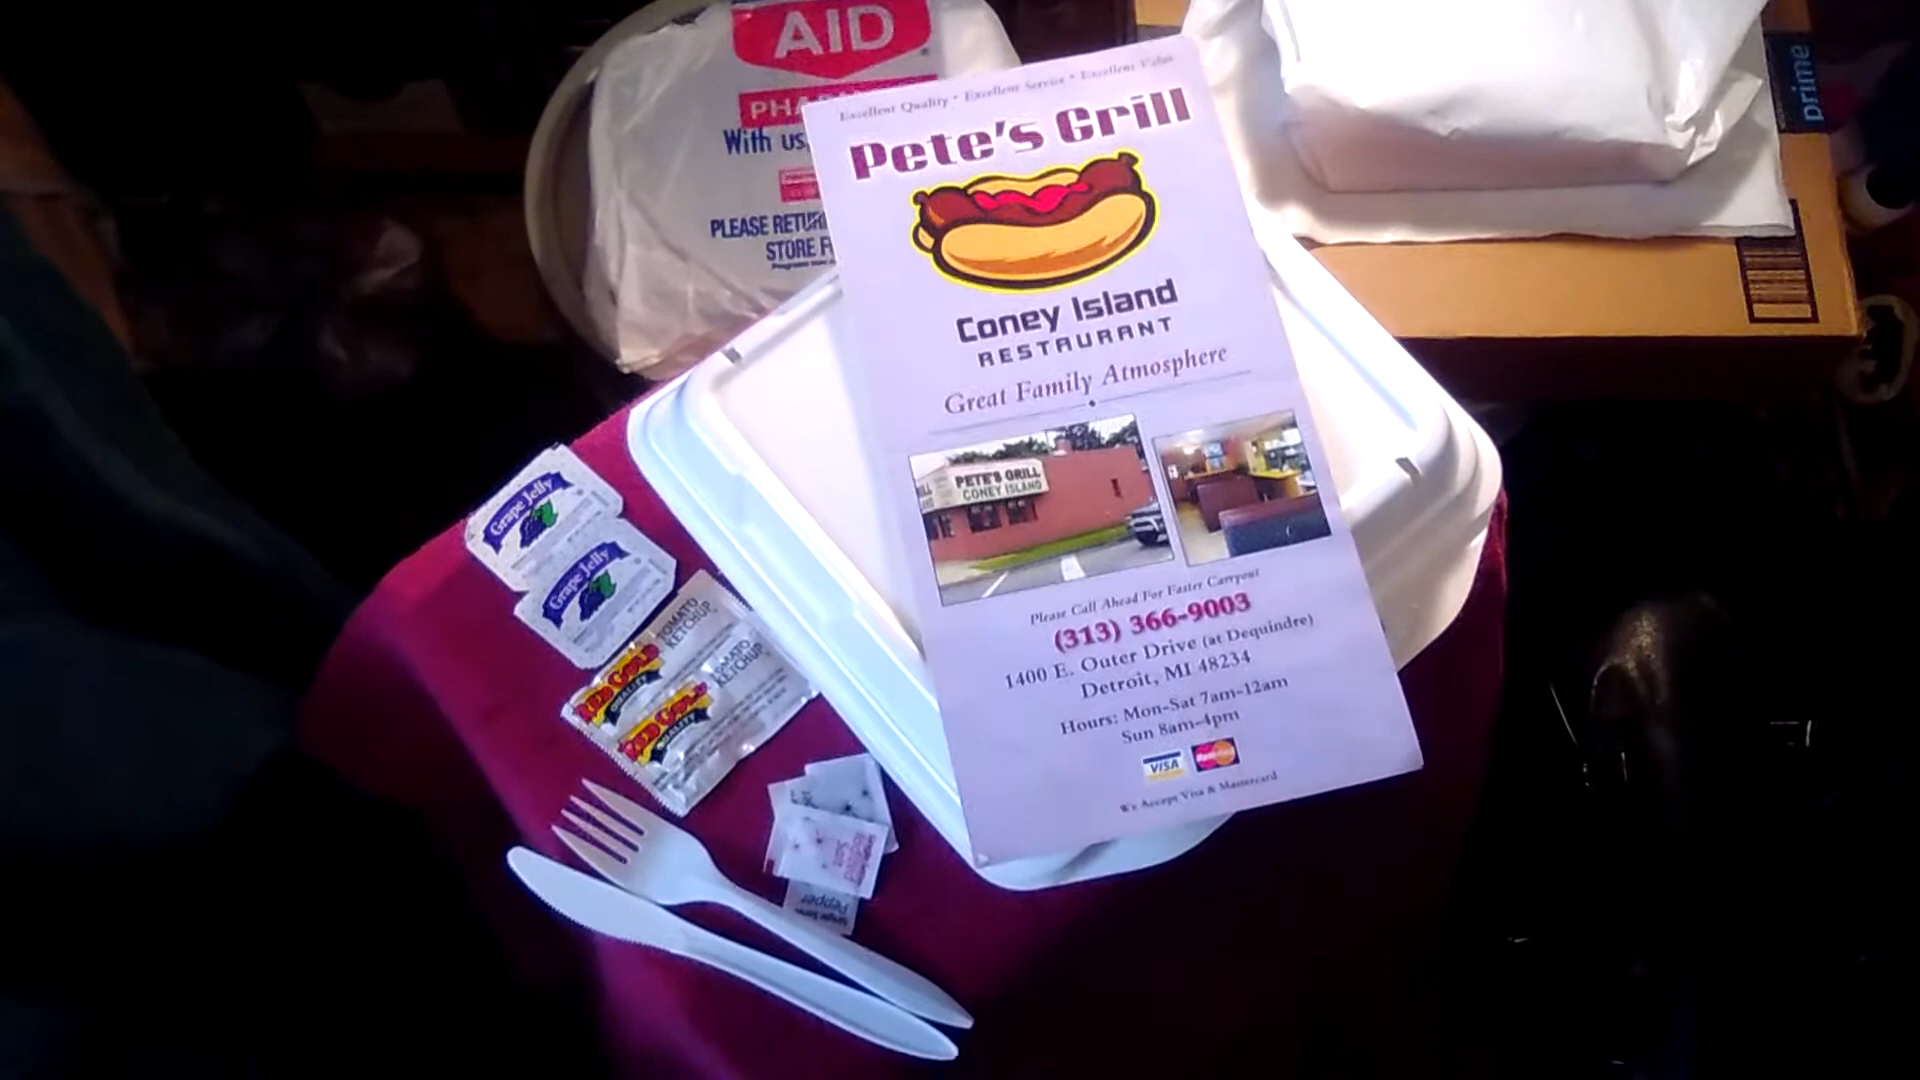 AID
PHA
With us,
PLEASE RETUR
STORE F
prime
Excellent Quality • Excellent Service • Excellent Value
Pete's Grill
Coney Island
RESTAURANT
Great Family Atmosphere
PETE'S GRILL
CONEY ISLAND
Please Call Ahead For Faster Carryout
(313) 366-9003
1400 E. Outer Drive (at Dequindre)
Detroit, MI 48234
Hours: Mon-Sat 7am-12am
Sun 8am-4pm
VISA MasterCard
We Accept Visa & Mastercard
Grape Jelly
Grape Jelly
TOMATO
KETCHUP
RED GOLD
QUALITY
TOMATO
KETCHUP
RED GOLD
QUALITY
Salt
Pepper